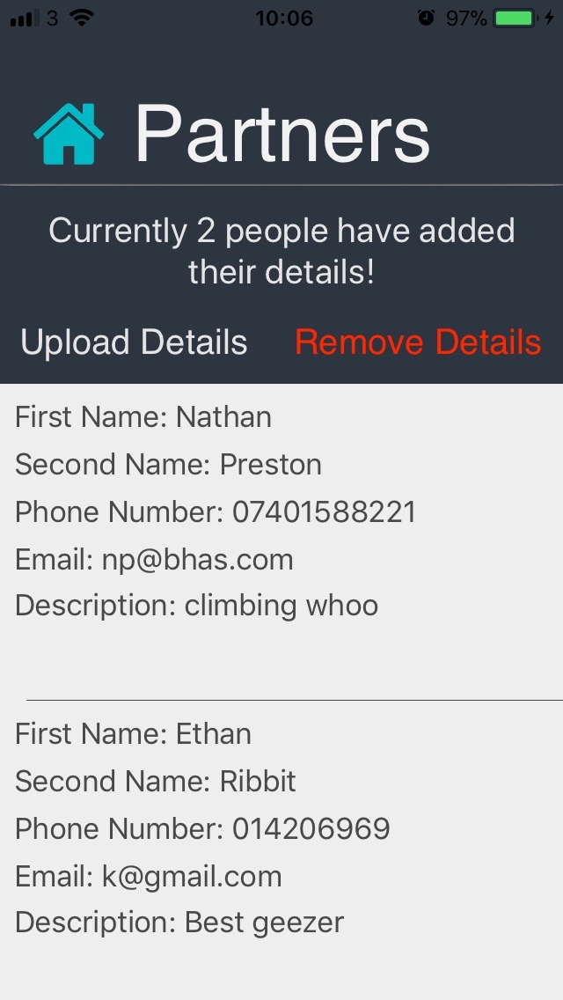 3 10:06 97%
Partners
Currently 2 people have added
their details!
Upload Details Remove Details
First Name: Nathan
Second Name: Preston
Phone Number: 07401588221
Email: np@bhas.com
Description: climbing whoo
First Name: Ethan
Second Name: Ribbit
Phone Number: 014206969
Email: k@gmail.com
Description: Best geezer